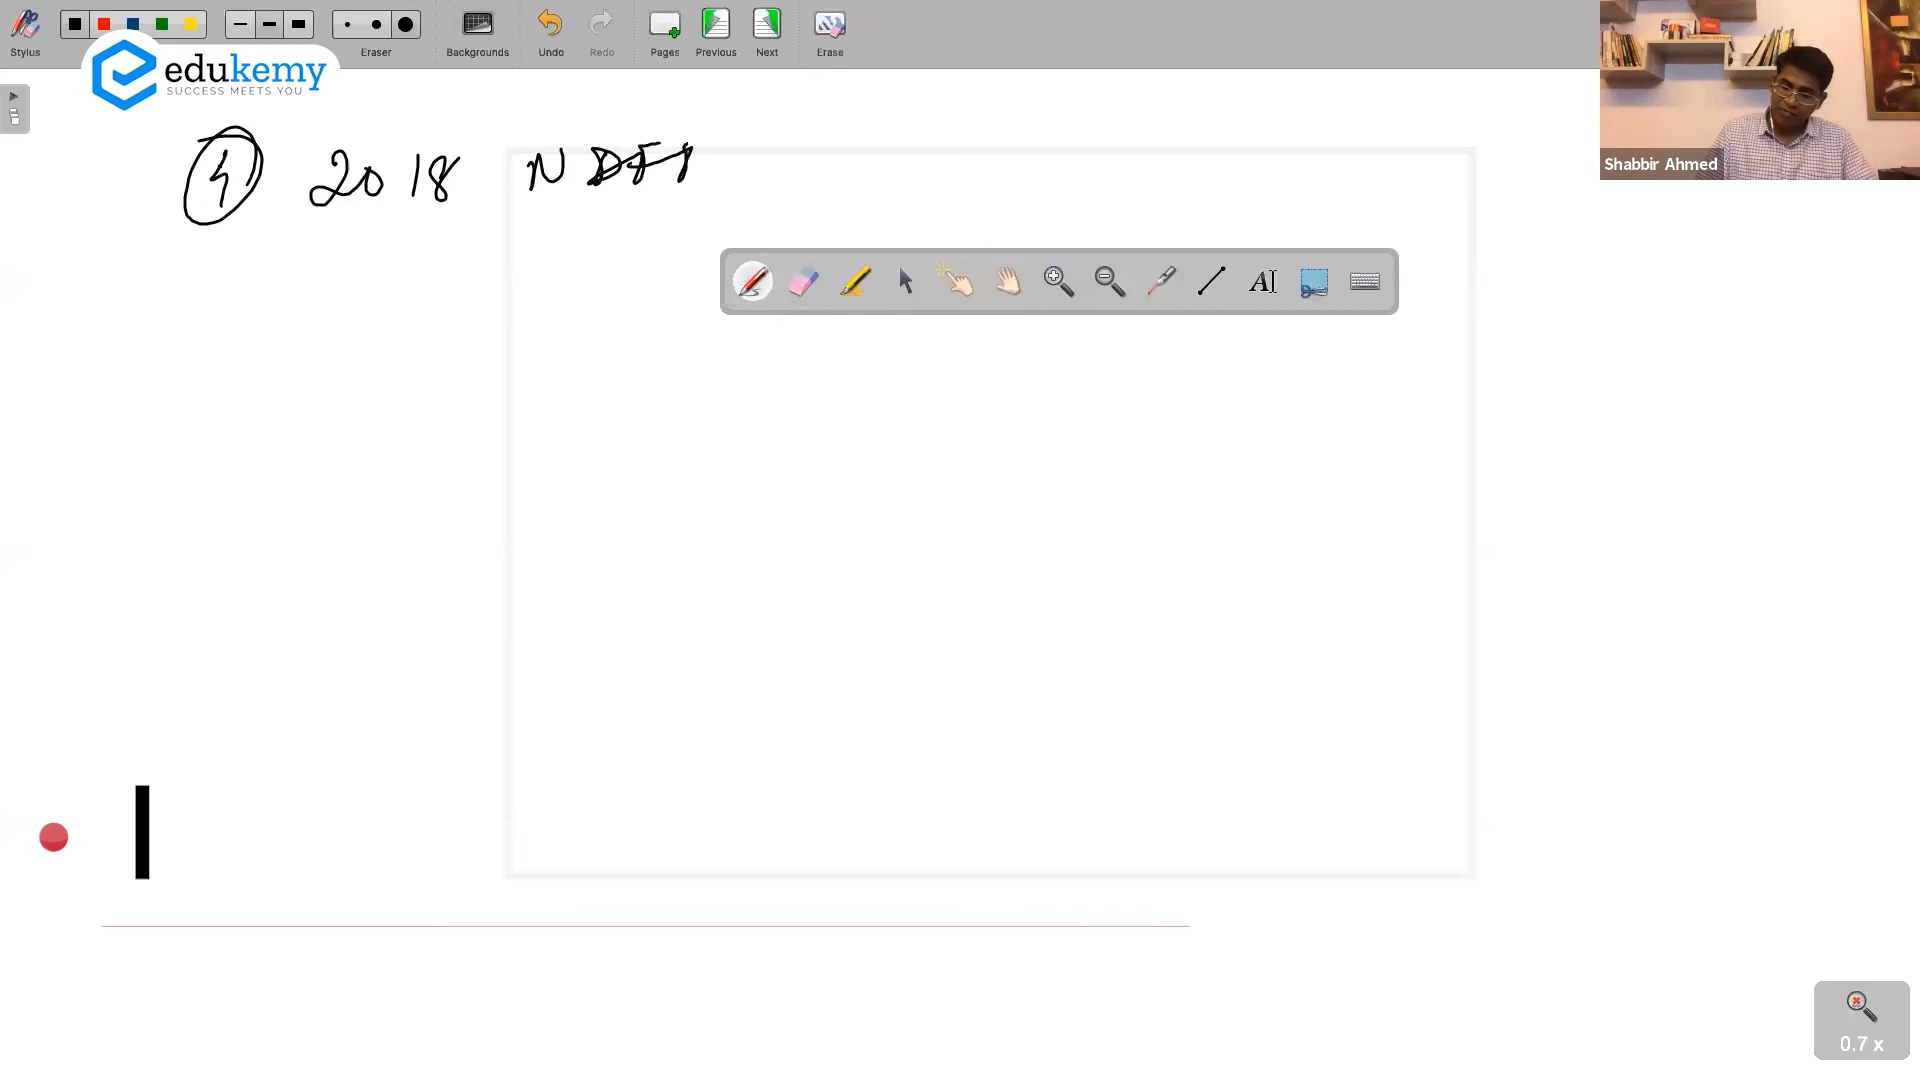 Stylus
Eraser
Backgrounds
Undo
Redo
Pages
Previous
Next
Erase
edukemy
SUCCESS MEETS YOU
Shabbir Ahmed
4 2018 N
AI
0.7 x